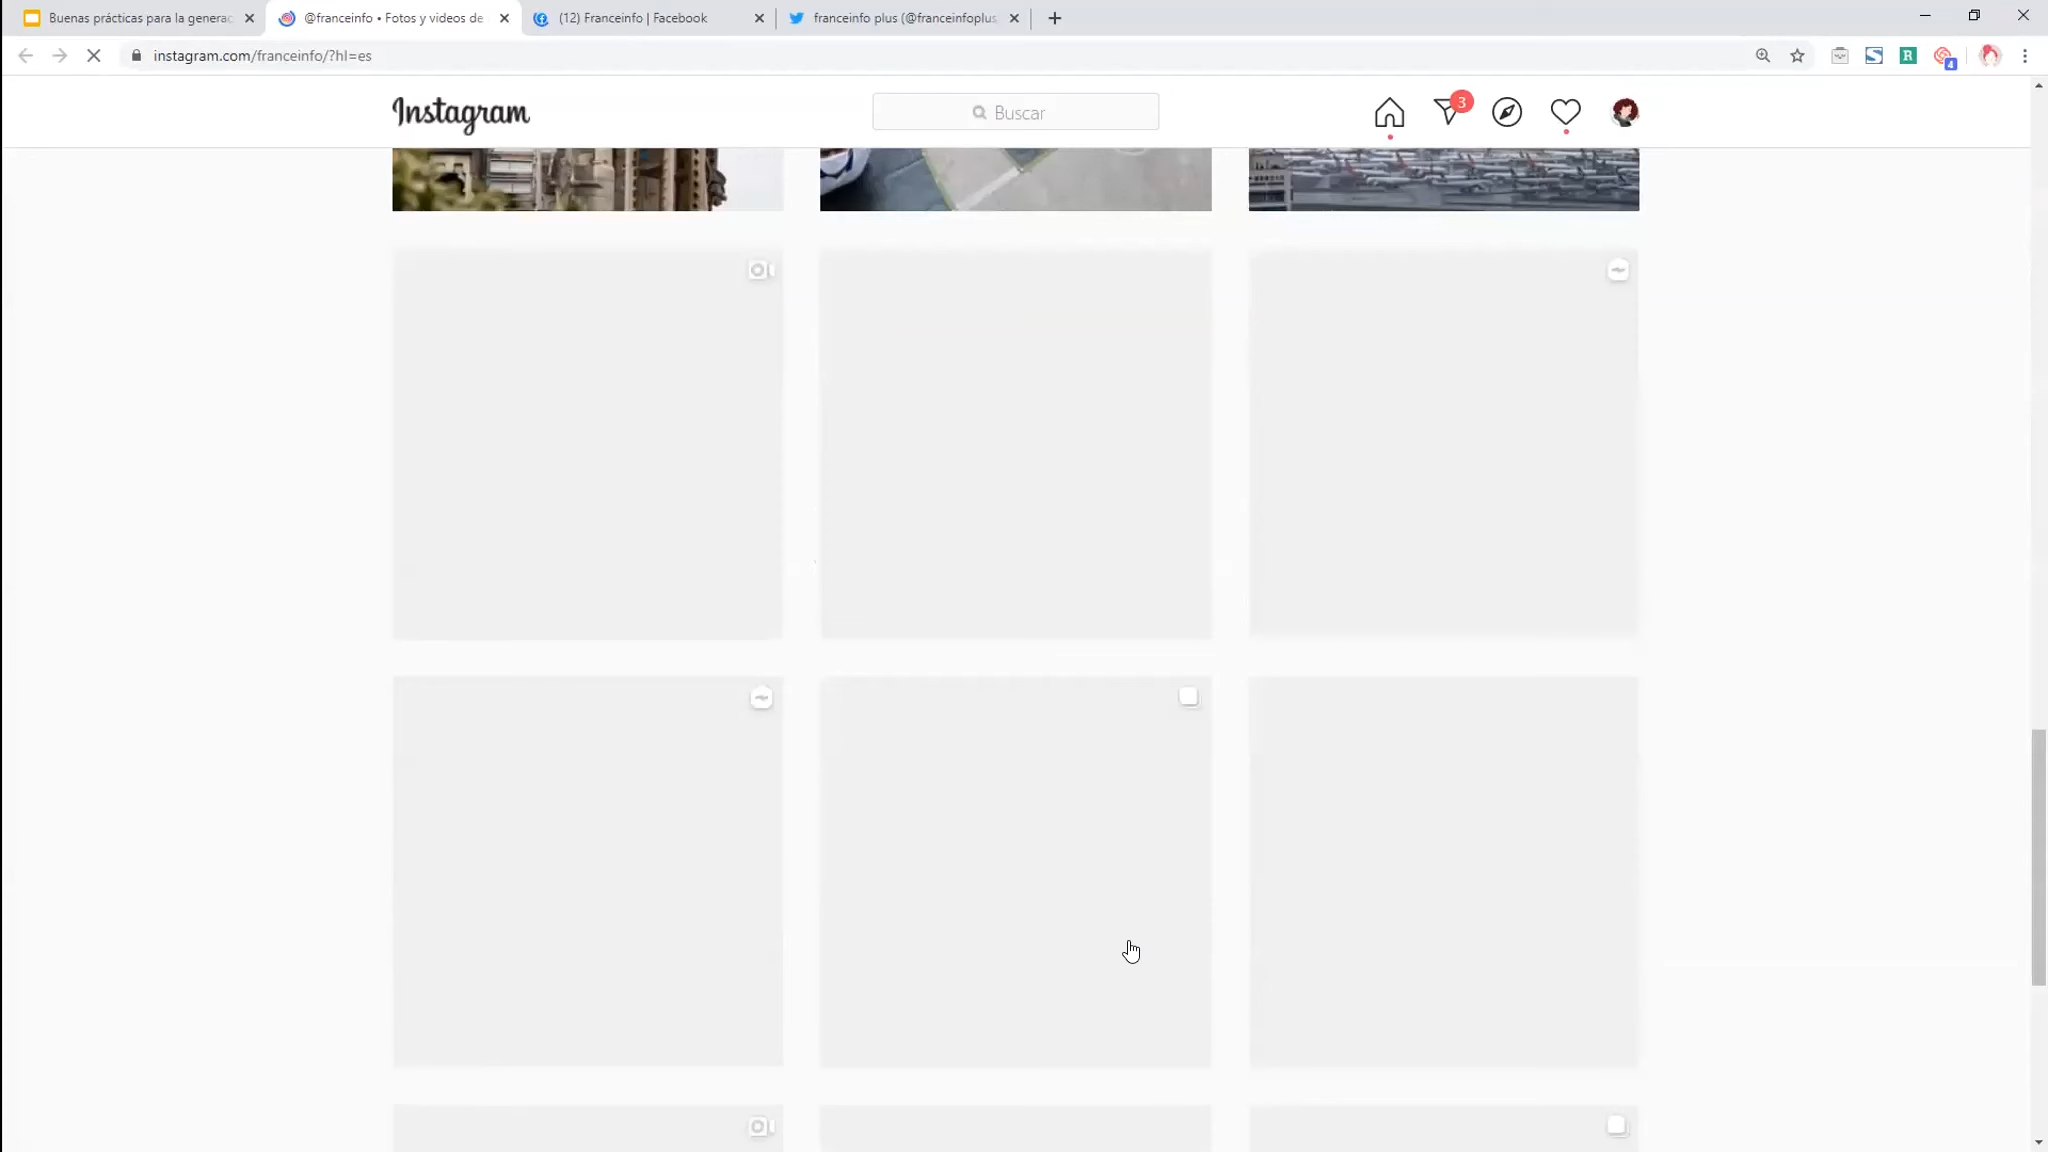 Buenas prácticas para la generac
@franceinfo • Fotos y videos de
(12) Franceinfo | Facebook
franceinfo plus (@franceinfoplus
instagram.com/franceinfo/?hl=es
R
4
Instagram
Buscar
3